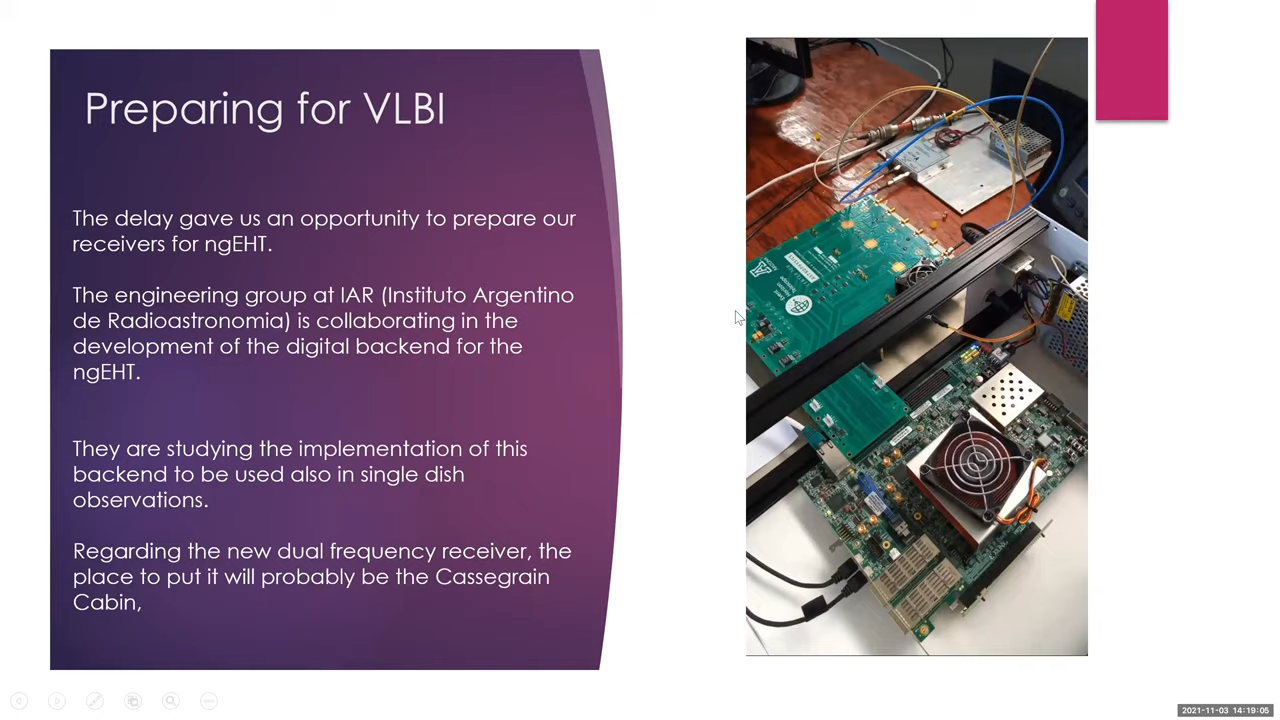 Preparing for VLBI
The delay gave us an opportunity to prepare our
receivers for ngEHT.
The engineering group at IAR (Instituto Argentino
de Radioastronomia) is collaborating in the
development of the digital backend for the
ngEHT.
They are studying the implementation of this
backend to be used also in single dish
observations.
Regarding the new dual frequency receiver, the
place to put it will probably be the Cassegrain
Cabin,
Event
Horizon
Telescope
2021-11-03 14:19:05